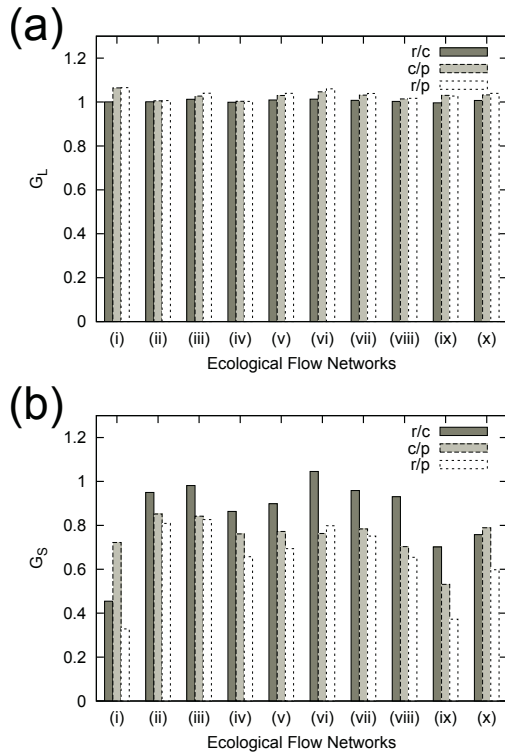 (a)
1.2
1
0.8
0.6
0.4
0.2
0
G_L
r/c
c/p
r/p
(i) (ii) (iii) (iv) (v) (vi) (vii) (viii) (ix) (x)
Ecological Flow Networks
(b)
1.2
1
0.8
0.6
0.4
0.2
0
G_S
r/c
c/p
r/p
(i) (ii) (iii) (iv) (v) (vi) (vii) (viii) (ix) (x)
Ecological Flow Networks